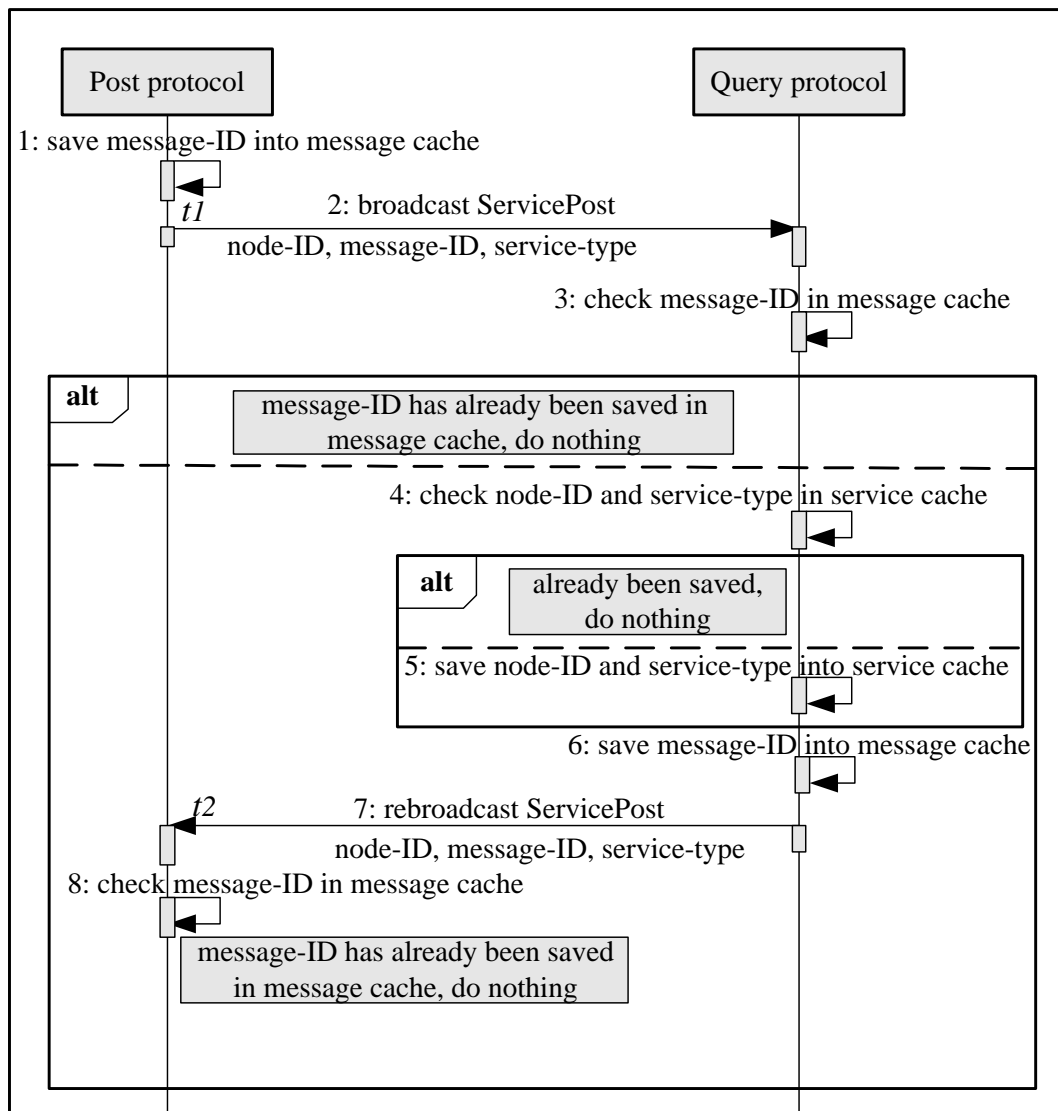 Post protocol
Query protocol
1: save message-ID into message cache
t1
2: broadcast ServicePost
node-ID, message-ID, service-type
3: check message-ID in message cache
alt
message-ID has already been saved in
message cache, do nothing
4: check node-ID and service-type in service cache
alt
already been saved,
do nothing
5: save node-ID and service-type into service cache
6: save message-ID into message cache
t2
7: rebroadcast ServicePost
node-ID, message-ID, service-type
8: check message-ID in message cache
message-ID has already been saved
in message cache, do nothing